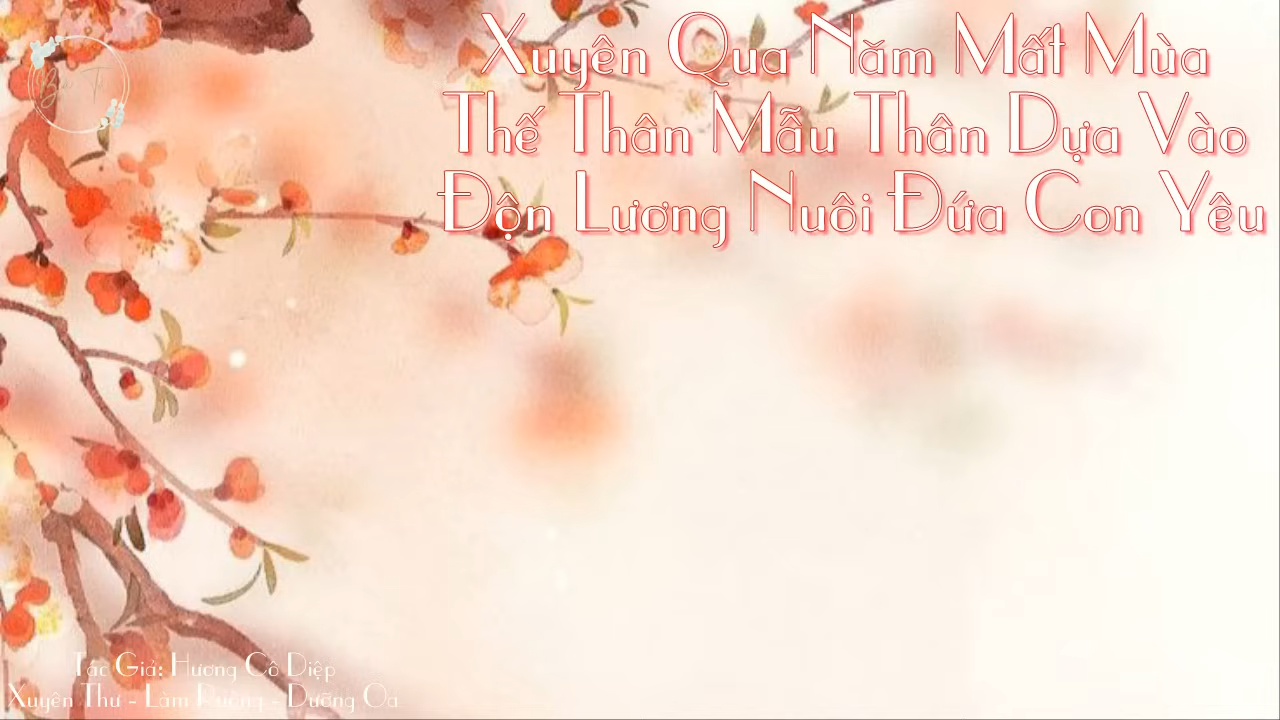 Xuyên Qua Năm Mất Mùa
Thế Thân Mẫu Thân Dựa Vào
Độn Lương Nuôi Đứa Con Yêu
Tác Giả: Hương Cô Diệp
Xuyên Thư - Làm Ruộng - Dưỡng Oa